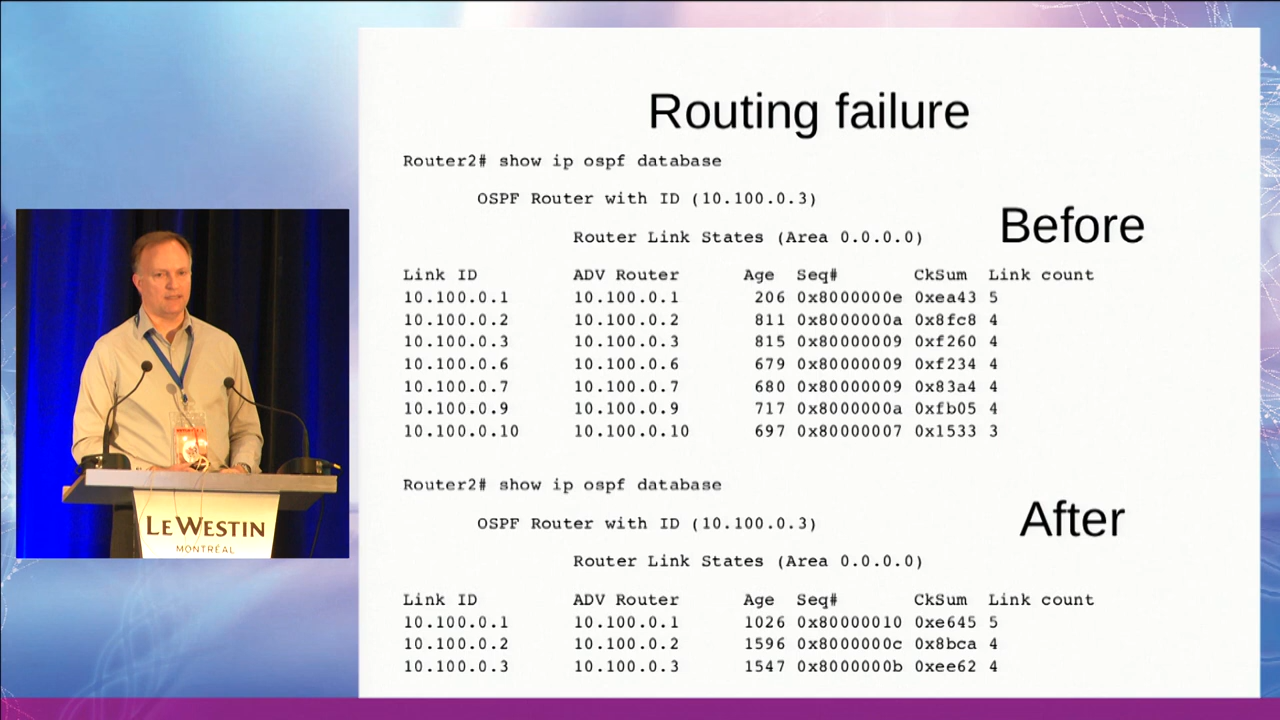 Routing failure
Router2# show ip ospf database
OSPF Router with ID (10.100.0.3)
Before
Router Link States (Area 0.0.0.0)
Link ID ADV Router Age Seq# CkSum Link count
10.100.0.1 10.100.0.1 206 0x8000000e 0xea43 5
10.100.0.2 10.100.0.2 811 0x8000000a 0x8fc8 4
10.100.0.3 10.100.0.3 815 0x80000009 0xf260 4
10.100.0.6 10.100.0.6 679 0x80000009 0xf234 4
10.100.0.7 10.100.0.7 680 0x80000009 0x83a4 4
10.100.0.9 10.100.0.9 717 0x8000000a 0xfb05 4
10.100.0.10 10.100.0.10 697 0x80000007 0x1533 3
Router2# show ip ospf database
After
OSPF Router with ID (10.100.0.3)
Router Link States (Area 0.0.0.0)
Link ID ADV Router Age Seq# CkSum Link count
10.100.0.1 10.100.0.1 1026 0x80000010 0xe645 5
10.100.0.2 10.100.0.2 1596 0x8000000c 0x8bca 4
10.100.0.3 10.100.0.3 1547 0x8000000b 0xee62 4
LE WESTIN
MONTRÉAL